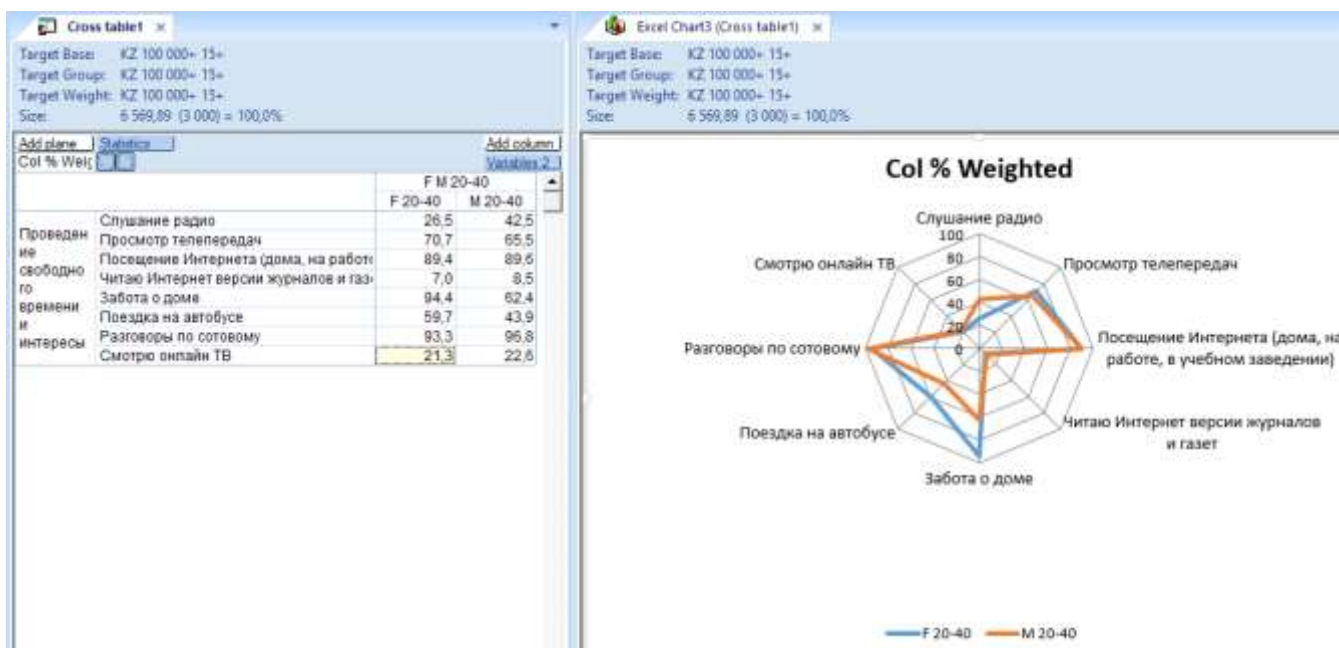 Cross table1
Target Base: KZ 100 000+ 15+
Target Group: KZ 100 000+ 15+
Target Weight: KZ 100 000+ 15+
Size: 6 569,89 (3 000) = 100,0%
Add plane Statistics Add column
Col % Weig Variables 2
F M 20-40
F 20-40 M 20-40
Проведен
ие
свободно
го
времени
и
интересы
Слушание радио 26,5 42,5
Просмотр телепередач 70,7 65,5
Посещение Интернета (дома, на работе 89,4 89,6
Читаю Интернет версии журналов и газ 7,0 8,5
Забота о доме 94,4 62,4
Поездка на автобусе 59,7 43,9
Разговоры по сотовому 93,3 96,8
Смотрю онлайн ТВ 21,3 22,6
Excel Chart3 (Cross table1)
Target Base: KZ 100 000+ 15+
Target Group: KZ 100 000+ 15+
Target Weight: KZ 100 000+ 15+
Size: 6 569,89 (3 000) = 100,0%
Col % Weighted
Слушание радио
100
80
60
40
20
0
Просмотр телепередач
Посещение Интернета (дома, на
работе, в учебном заведении)
Читаю Интернет версии журналов
и газет
Забота о доме
Поездка на автобусе
Разговоры по сотовому
Смотрю онлайн ТВ
F 20-40 M 20-40